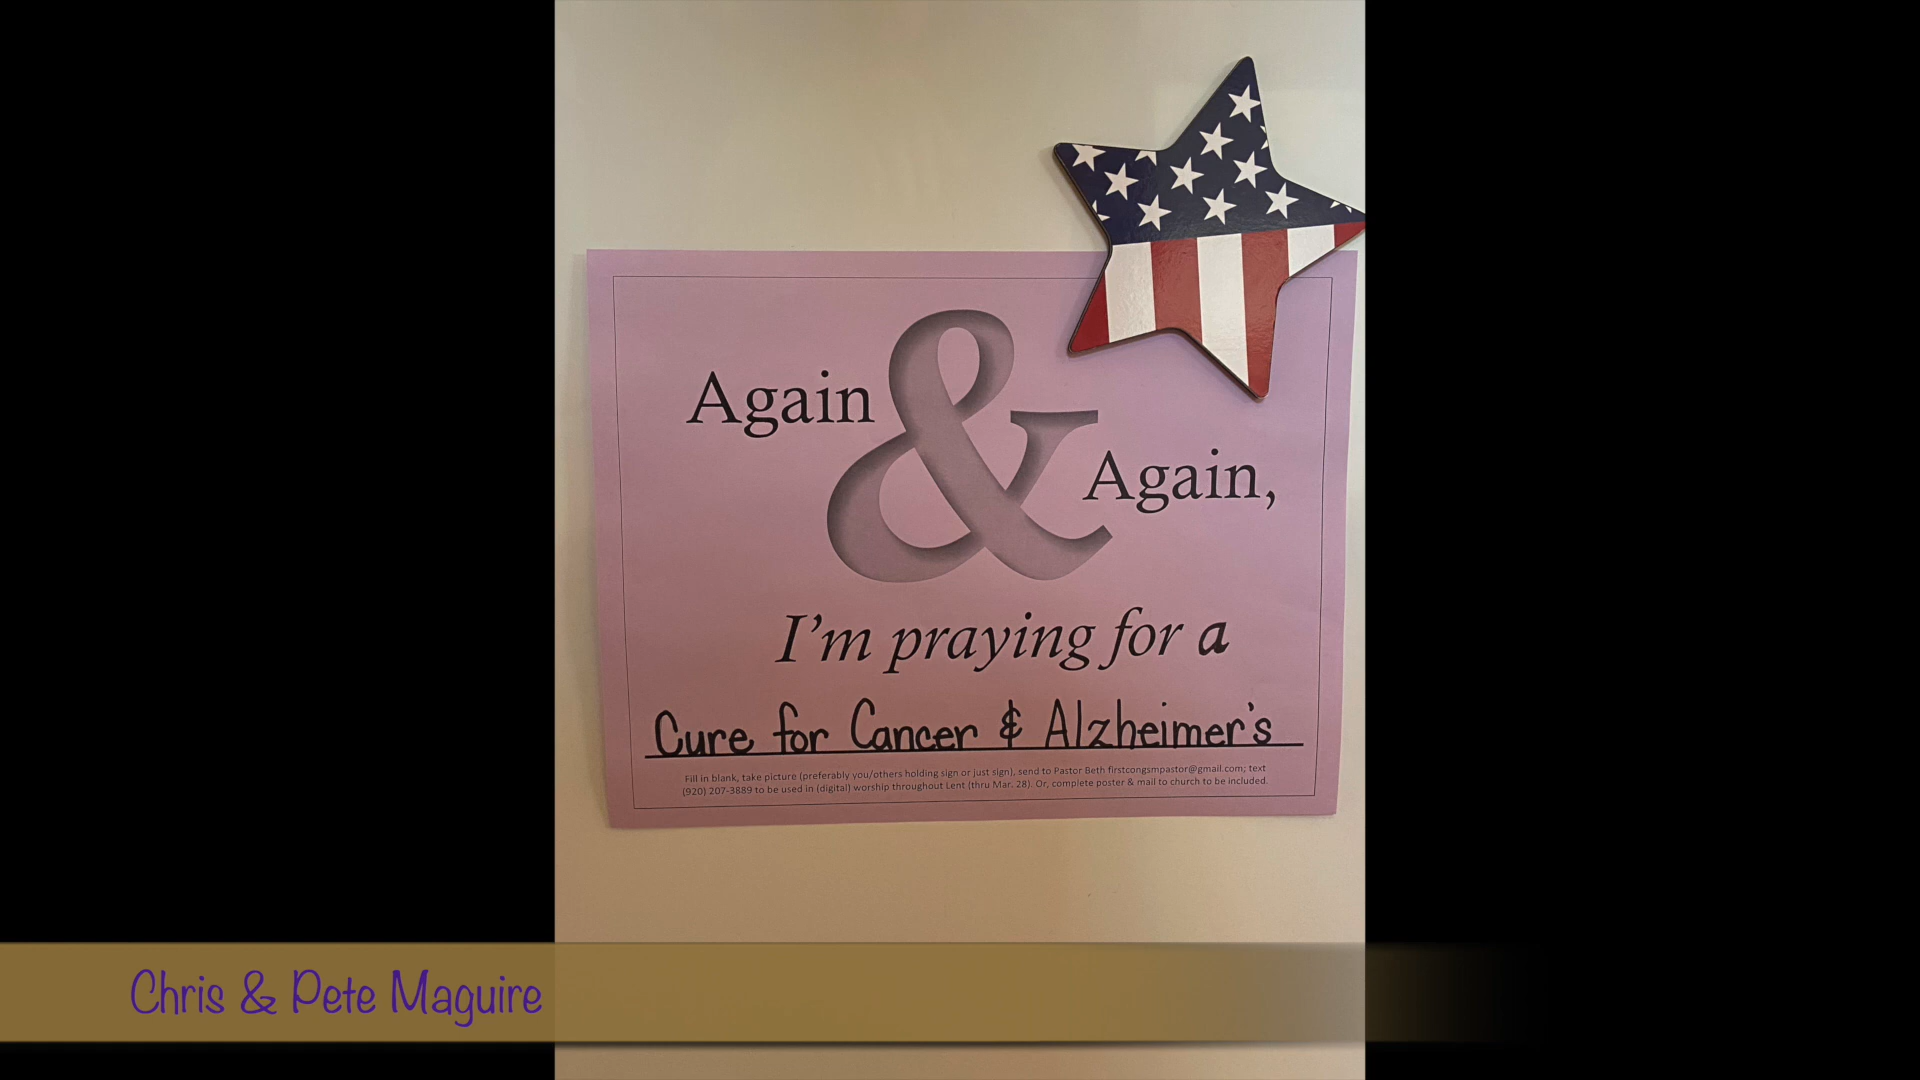 Again & Again,
I'm praying for a
Cure for Cancer & Alzheimer's
Fill in blank, take picture (preferably you/others holding sign or just sign), send to Pastor Beth firstcongsmpastor@gmail.com; text
(920) 207-3889 to be used in (digital) worship throughout Lent (thru Mar. 28). Or, complete poster & mail to church to be included.
Chris & Pete Maguire